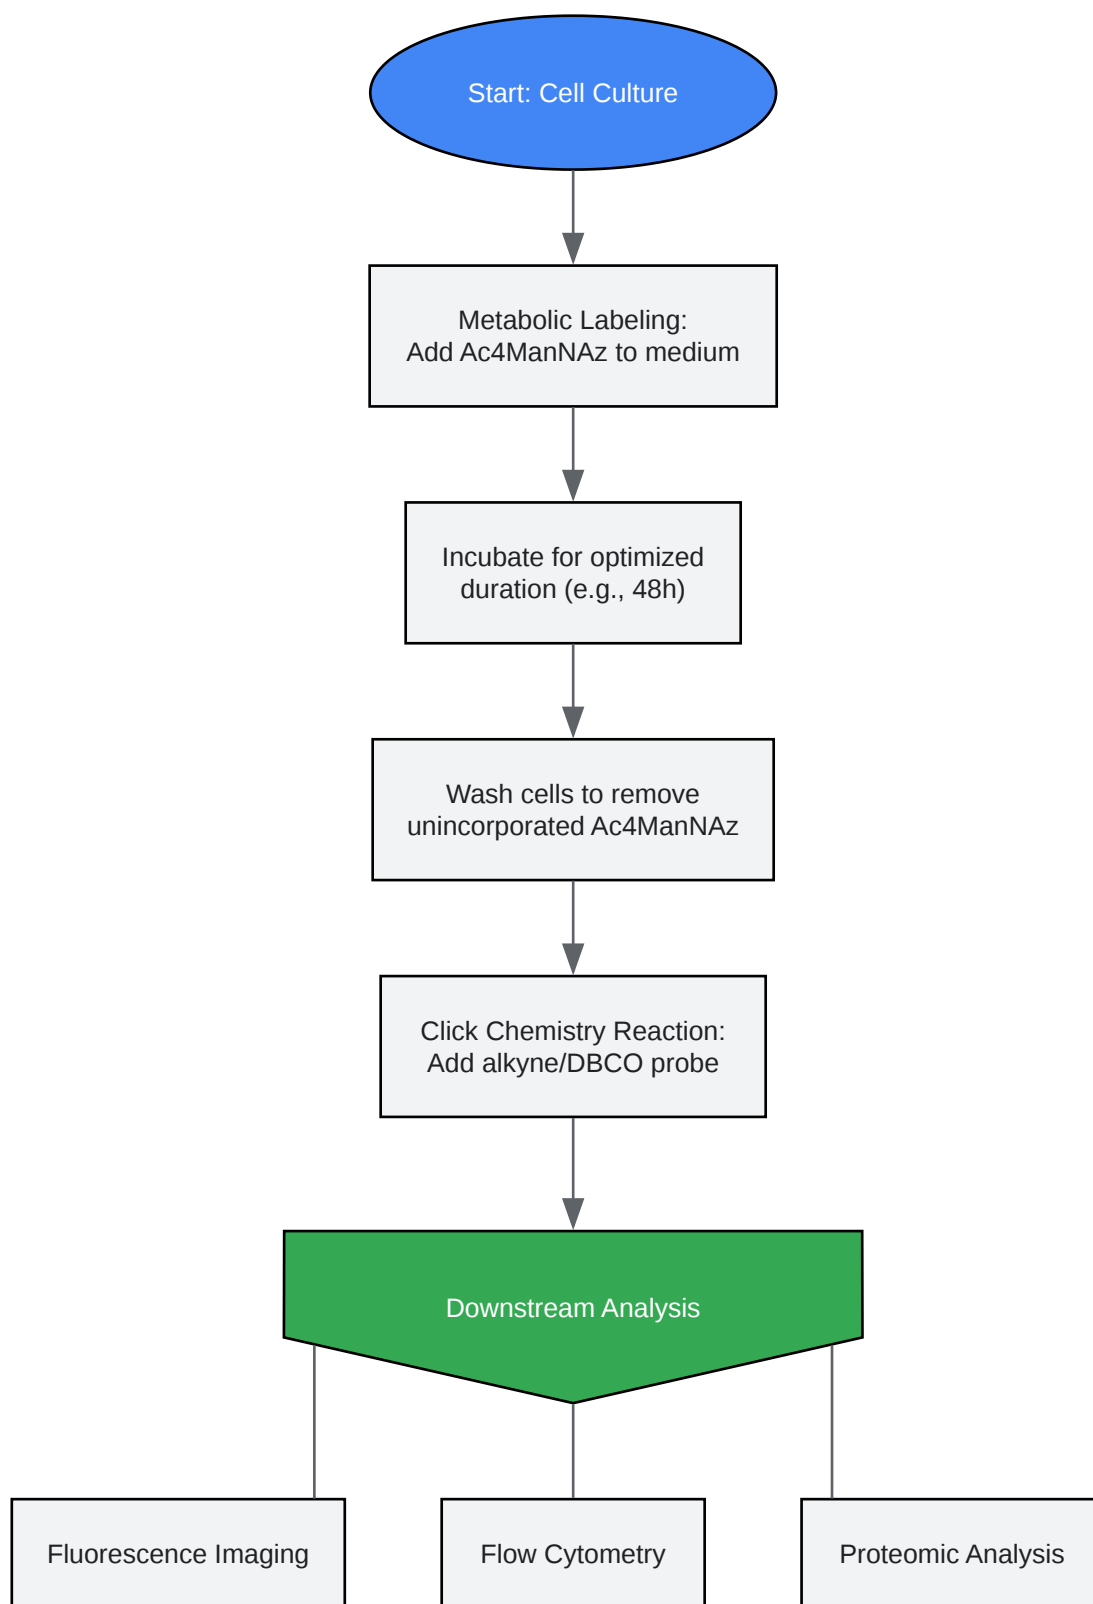 Start: Cell Culture
Metabolic Labeling:
Add Ac4ManNAz to medium
Incubate for optimized
duration (e.g., 48h)
Wash cells to remove
unincorporated Ac4ManNAz
Click Chemistry Reaction:
Add alkyne/DBCO probe
Downstream Analysis
Fluorescence Imaging
Flow Cytometry
Proteomic Analysis